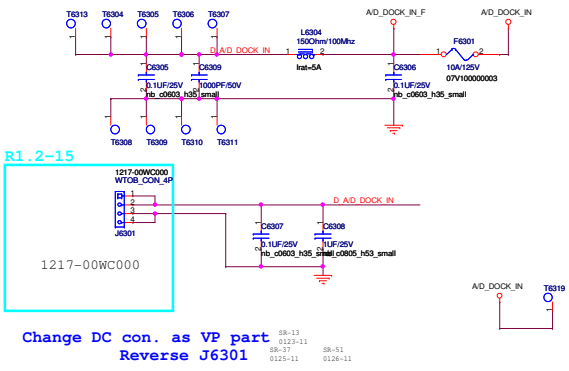 T6313 T6304 T6305 T6306 T6307
A/D_DOCK_IN_F A/D_DOCK_IN
L6304
150Ohm/100Mhz
F6301
D_A/D_DOCK_IN
1 2 1 2
Irat=5A
10A/125V
07V100000003
C6305 C6309 C6306
0.1UF/25V 1000PF/50V 0.1UF/25V
nb_c0603_h35_small nb_c0603_h35_small
T6308 T6309 T6310 T6311
R1.2-15
1217-00WC000
WTOB_CON_4P
1
2
3
4
J6301
D_A/D_DOCK_IN
C6307 C6308
0.1UF/25V 1UF/25V
nb_c0603_h35_small nb_c0805_h53_small
1217-00WC000
A/D_DOCK_IN T6319
1
Change DC con. as VP part
SR-13
0123-11
Reverse J6301
SR-37 SR-51
0125-11 0126-11